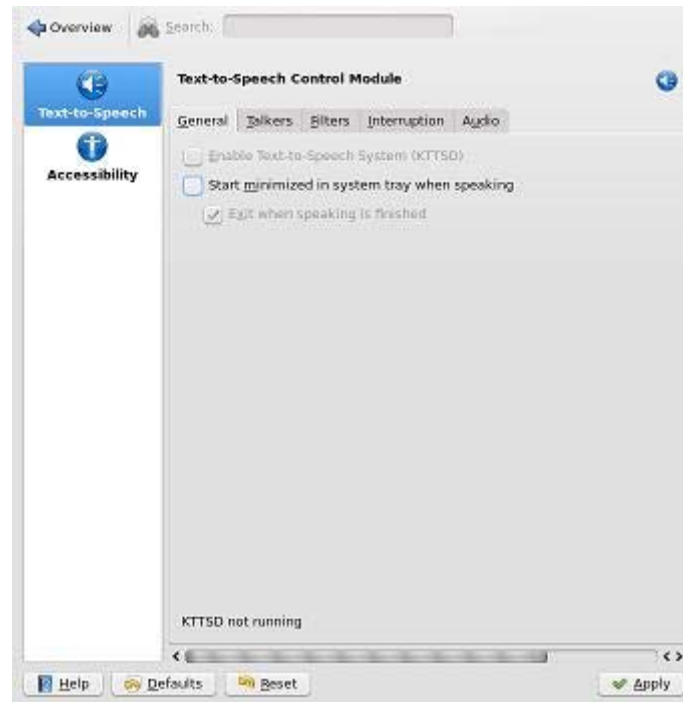 Overview Search:
Text-to-Speech
Accessibility
Text-to-Speech Control Module
General Talkers Filters Interruption Audio
Enable Text-to-Speech System (KTTSD)
Start minimized in system tray when speaking
Exit when speaking is finished
KTTSD not running
Help Defaults Reset Apply